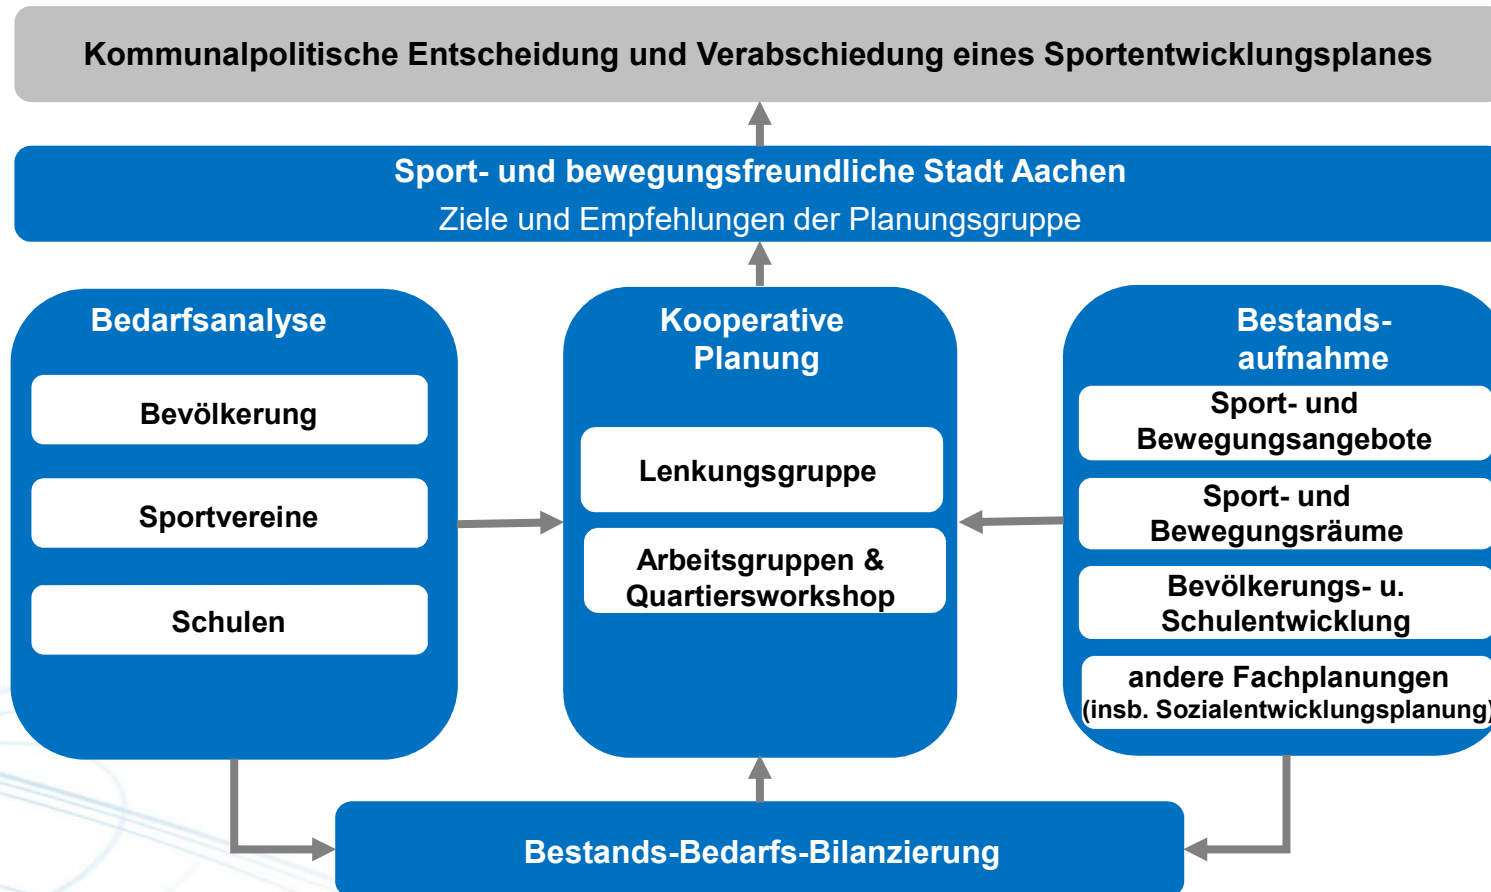 Kommunalpolitische Entscheidung und Verabschiedung eines Sportentwicklungsplanes
Sport- und bewegungsfreundliche Stadt Aachen
Ziele und Empfehlungen der Planungsgruppe
Bedarfsanalyse
Bevölkerung
Sportvereine
Schulen
Kooperative
Planung
Lenkungsgruppe
Arbeitsgruppen &
Quartiersworkshop
Bestands-
aufnahme
Sport- und
Bewegungsangebote
Sport- und
Bewegungsräume
Bevölkerungs- u.
Schulentwicklung
andere Fachplanungen
(insb. Sozialentwicklungsplanung)
Bestands-Bedarfs-Bilanzierung